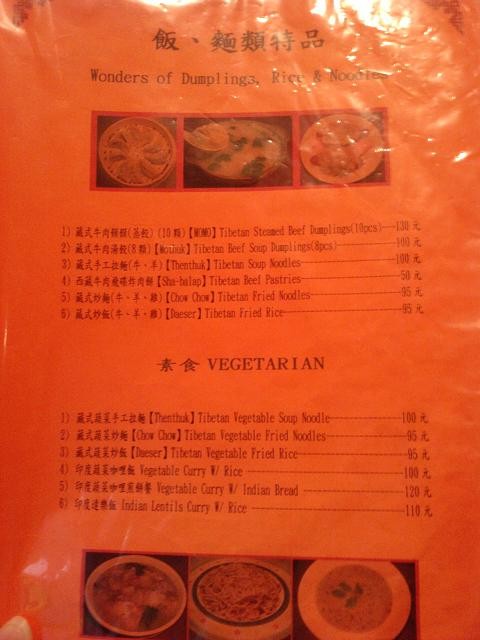 飯、麵類特品
Wonders of Dumplings, Rice & Noodles
1) 藏式牛肉餜餜(蒸餃) (10顆)【MOMO】Tibetan Steamed Beef Dumplings(10pcs)--130元
2) 藏式牛肉湯餃(8顆)【Mothuk】Tibetan Beef Soup Dumplings(8pcs)----------100元
3) 藏式手工拉麵(牛、羊)【Thenthuk】Tibetan Soup Noodles------------------100元
4) 西藏牛肉飛碟炸肉餅【Sha-balap】Tibetan Beef Pastries-----------------50元
5) 藏式炒麵(牛、羊、雞)【Chow Chow】Tibetan Fried Noodles----------------95元
6) 藏式炒飯(牛、羊、雞)【Daeser】Tibetan Fried Rice----------------------95元
素食 VEGETARIAN
1) 藏式蔬菜手工拉麵【Thenthuk】Tibetan Vegetable Soup Noodle-------------100元
2) 藏式蔬菜炒麵【Chow Chow】Tibetan Vegetable Fried Noodles--------------95元
3) 藏式蔬菜炒飯【Daeser】Tibetan Vegetable Fried Rice-------------------95元
4) 印度蔬菜咖哩飯 Vegetable Curry W/ Rice ------------------------------100元
5) 印度蔬菜咖哩煎餅餐 Vegetable Curry W/ Indian Bread -------------------120元
6) 印度達樂飯 Indian Lentils Curry W/ Rice ------------------------------110元